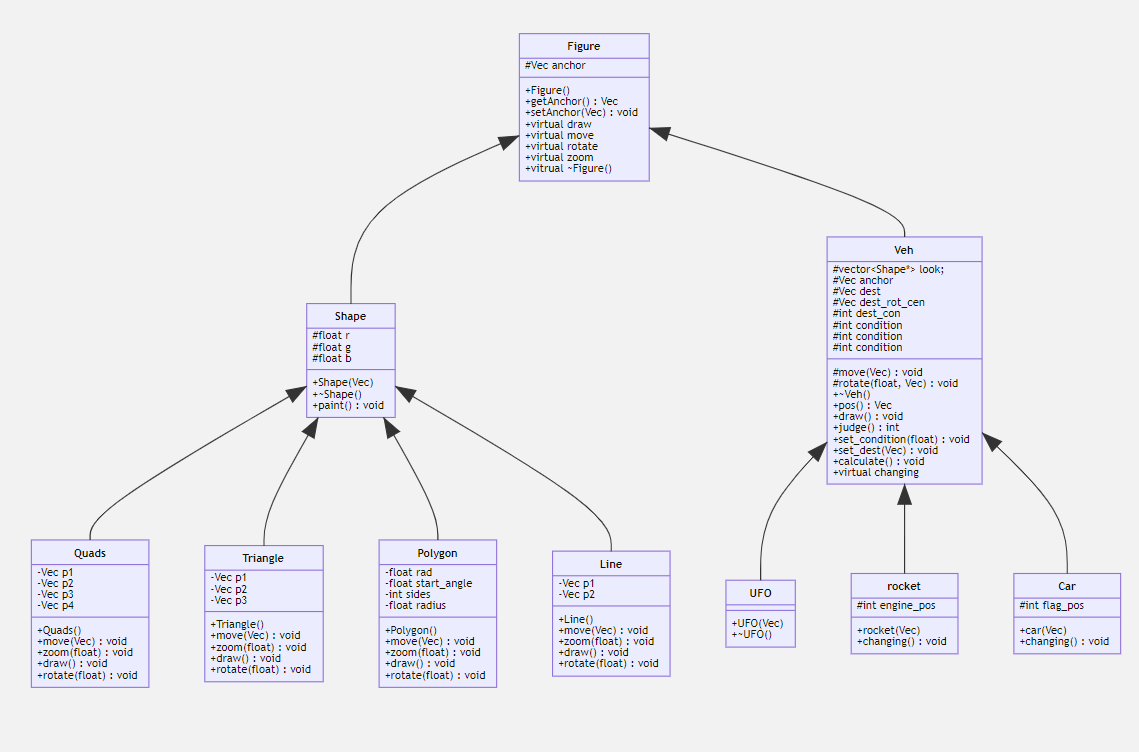 Figure
#Vec anchor
+Figure()
+getAnchor() : Vec
+setAnchor(Vec) : void
+virtual draw
+virtual move
+virtual rotate
+virtual zoom
+vitrual ~Figure()
Veh
#vector<Shape*> look;
#Vec anchor
#Vec dest
#Vec dest_rot_cen
#int dest_con
#int condition
#int condition
#int condition
#move(Vec) : void
#rotate(float, Vec) : void
+~Veh()
+pos() : Vec
+draw() : void
+judge() : int
+set_condition(float) : void
+set_dest(Vec) : void
+calculate() : void
+virtual changing
Shape
#float r
#float g
#float b
+Shape(Vec)
+~Shape()
+paint() : void
Quads
-Vec p1
-Vec p2
-Vec p3
-Vec p4
+Quads()
+move(Vec) : void
+zoom(float) : void
+draw() : void
+rotate(float) : void
Triangle
-Vec p1
-Vec p2
-Vec p3
+Triangle()
+move(Vec) : void
+zoom(float) : void
+draw() : void
+rotate(float) : void
Polygon
-float rad
-float start_angle
-int sides
-float radius
+Polygon()
+move(Vec) : void
+zoom(float) : void
+draw() : void
+rotate(float) : void
Line
-Vec p1
-Vec p2
+Line()
+move(Vec) : void
+zoom(float) : void
+draw() : void
+rotate(float) : void
UFO
+UFO(Vec)
+~UFO()
rocket
#int engine_pos
+rocket(Vec)
+changing() : void
Car
#int flag_pos
+car(Vec)
+changing() : void